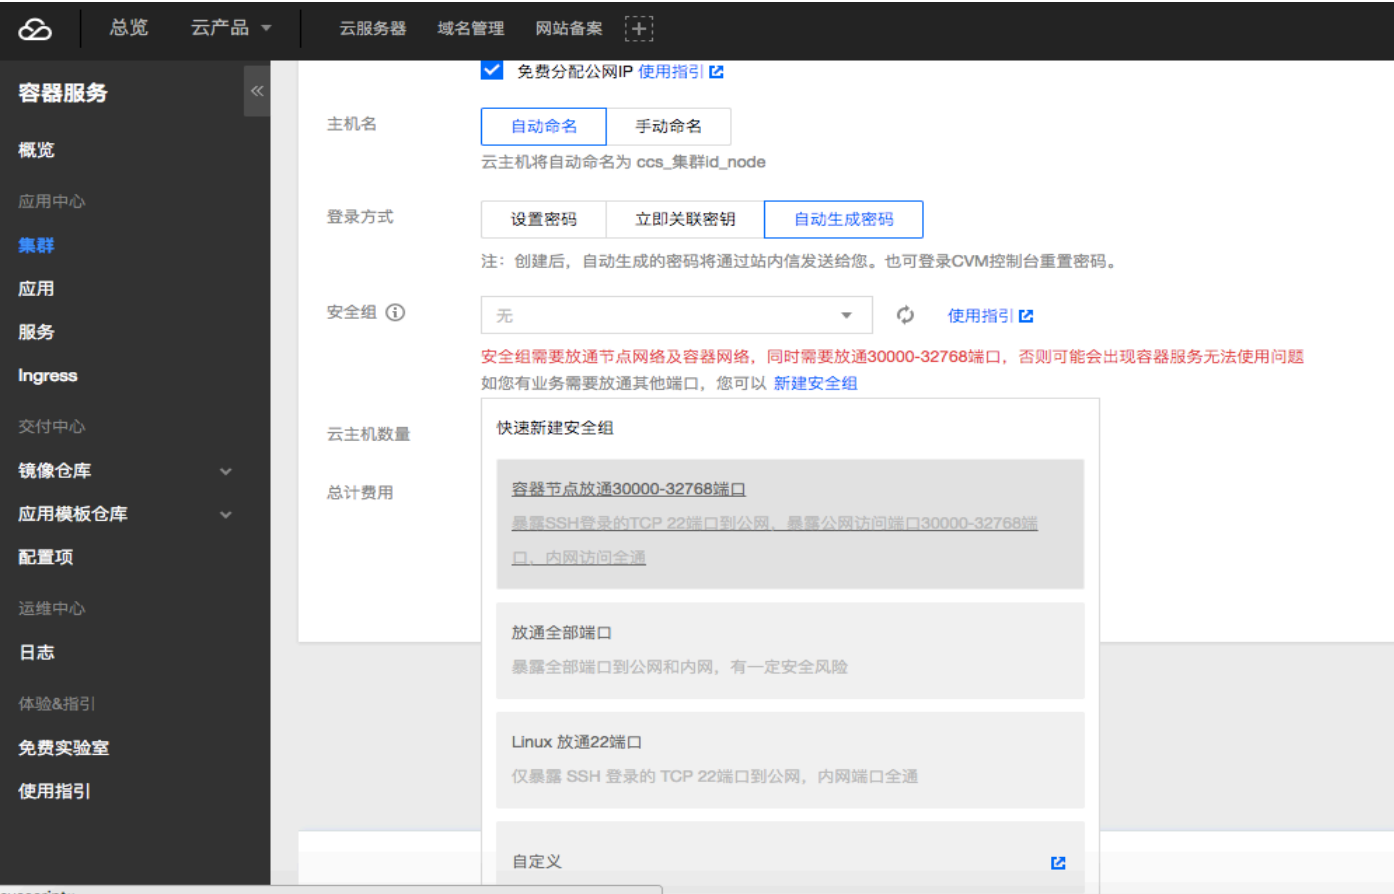 总览 云产品 云服务器 域名管理 网站备案
容器服务
概览
应用中心
集群
应用
服务
Ingress
交付中心
镜像仓库
应用模板仓库
配置项
运维中心
日志
体验&指引
免费实验室
使用指引
免费分配公网IP 使用指引
主机名 自动命名 手动命名
云主机将自动命名为 ccs_集群id_node
登录方式 设置密码 立即关联密钥 自动生成密码
注：创建后，自动生成的密码将通过站内信发送给您。也可登录CVM控制台重置密码。
安全组 无 使用指引
安全组需要放通节点网络及容器网络，同时需要放通30000-32768端口，否则可能会出现容器服务无法使用问题
如您有业务需要放通其他端口，您可以 新建安全组
云主机数量
总计费用
快速新建安全组
容器节点放通30000-32768端口
暴露SSH登录的TCP 22端口到公网、暴露公网访问端口30000-32768端
口，内网访问全通
放通全部端口
暴露全部端口到公网和内网，有一定安全风险
Linux 放通22端口
仅暴露 SSH 登录的 TCP 22端口到公网，内网端口全通
自定义